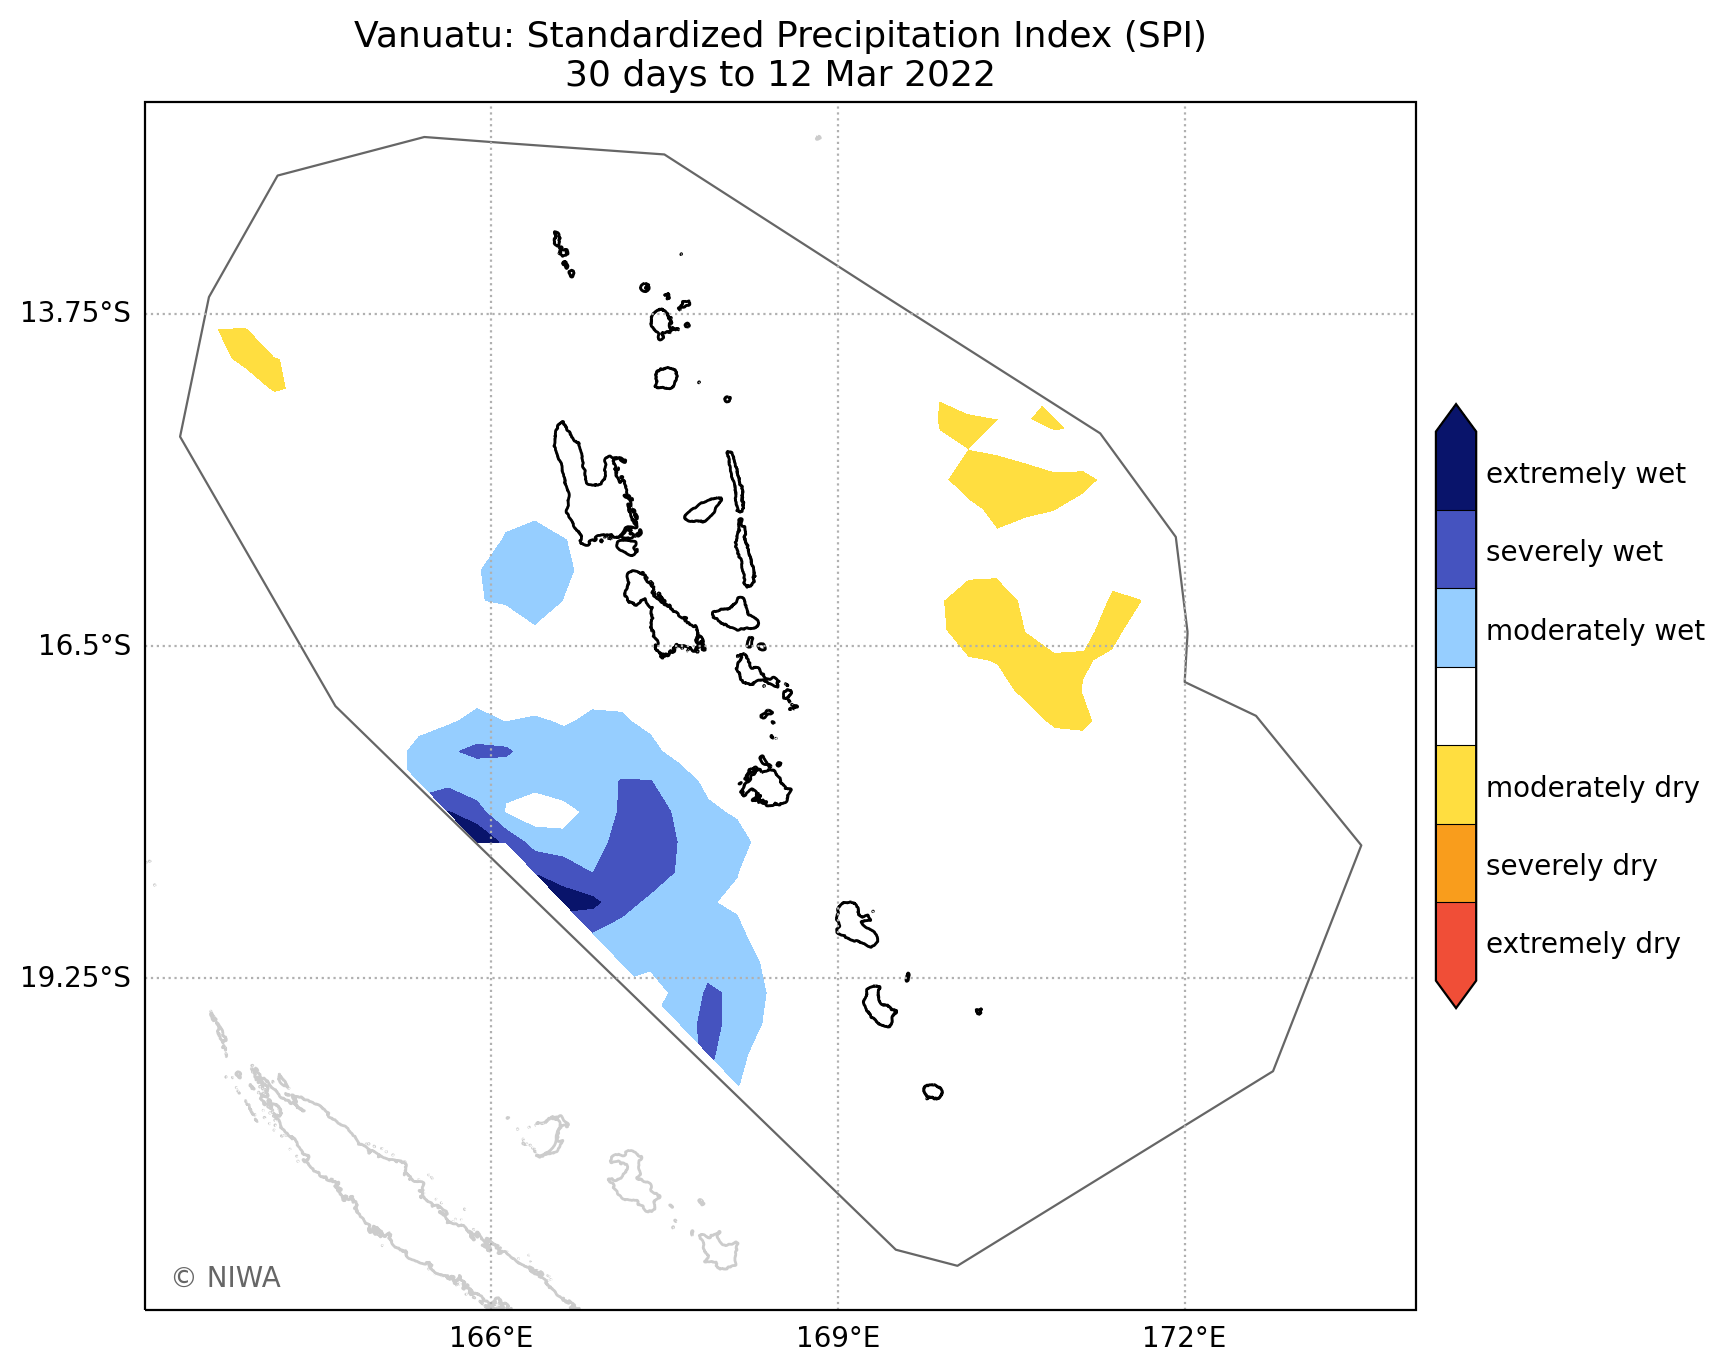 Vanuatu: Standardized Precipitation Index (SPI)
30 days to 12 Mar 2022
13.75°S
16.5°S
19.25°S
166°E
169°E
172°E
extremely wet
severely wet
moderately wet
moderately dry
severely dry
extremely dry
© NIWA